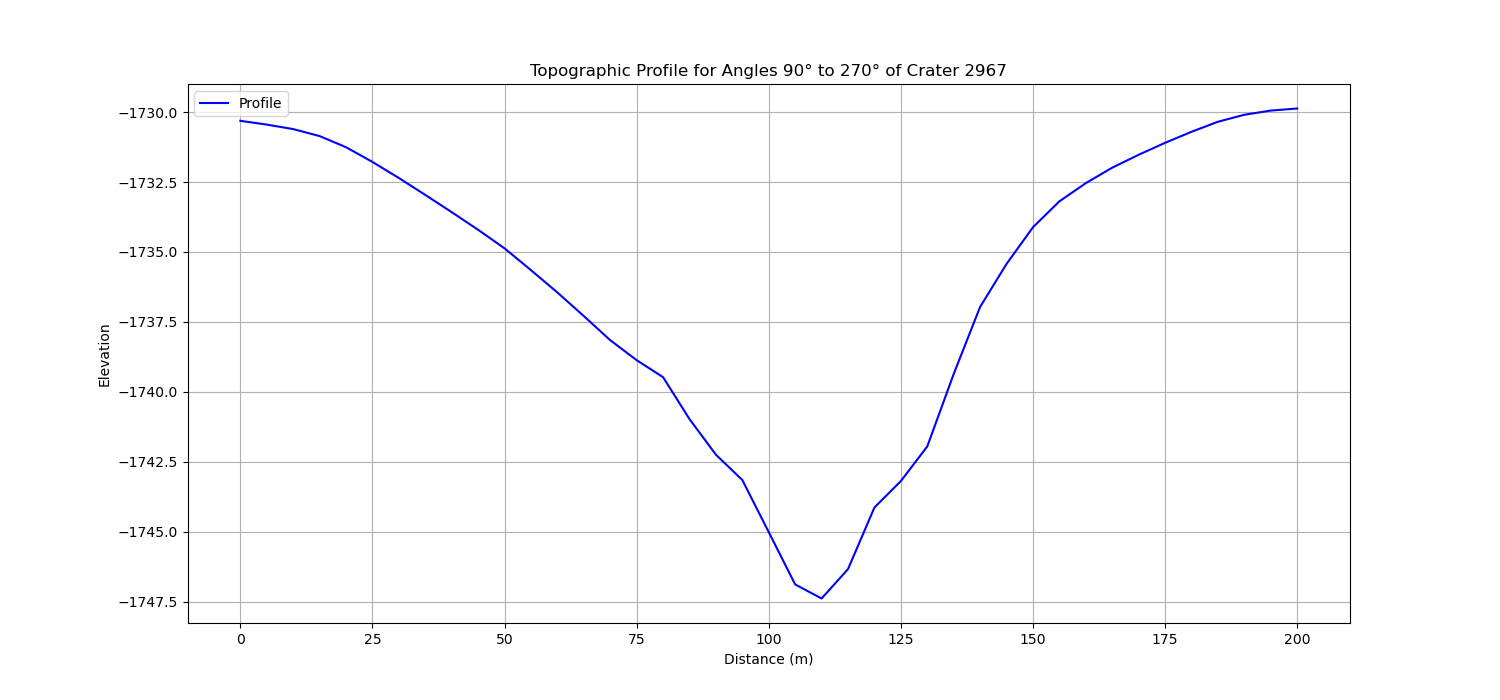 Topographic Profile for Angles 90° to 270° of Crater 2967
Profile
−1730.0
−1732.5
−1735.0
−1737.5
−1740.0
−1742.5
−1745.0
−1747.5
Elevation
0 25 50 75 100 125 150 175 200
Distance (m)